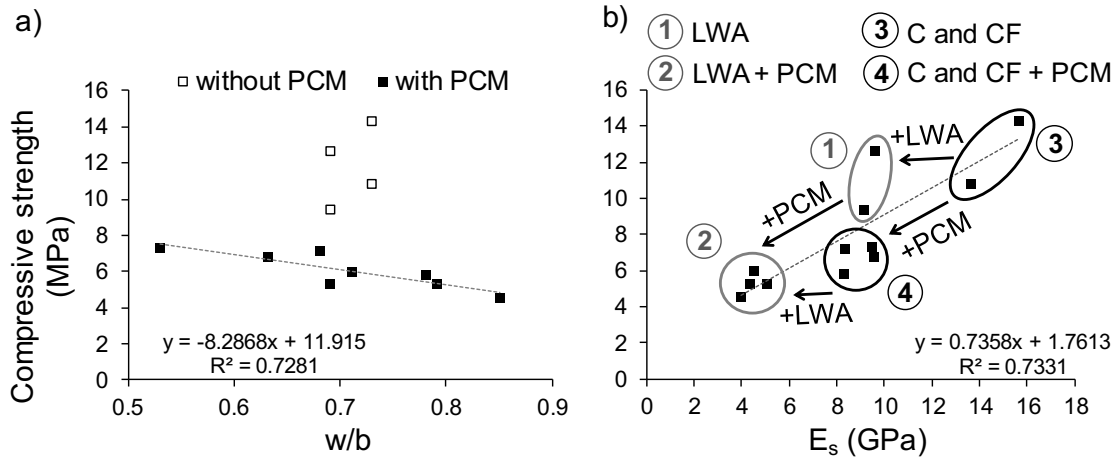 a)
□ without PCM ■ with PCM
Compressive strength
(MPa)
16
14
12
10
8
6
4
2
0
y = -8.2868x + 11.915
R² = 0.7281
0.5 0.6 0.7 0.8 0.9
w/b
b)
1 LWA 3 C and CF
2 LWA + PCM 4 C and CF + PCM
16
14
12
10
8
6
4
2
0
1
+LWA
3
+PCM
+PCM
2
4
+LWA
y = 0.7358x + 1.7613
R² = 0.7331
0 2 4 6 8 10 12 14 16 18
Eₛ (GPa)